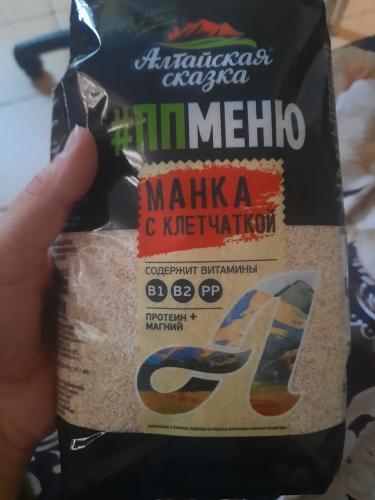 Алтайская
сказка
#ППМЕНЮ
МАНКА
С КЛЕТЧАТКОЙ
СОДЕРЖИТ ВИТАМИНЫ
B1 B2 PP
ПРОТЕИН +
МАГНИЙ